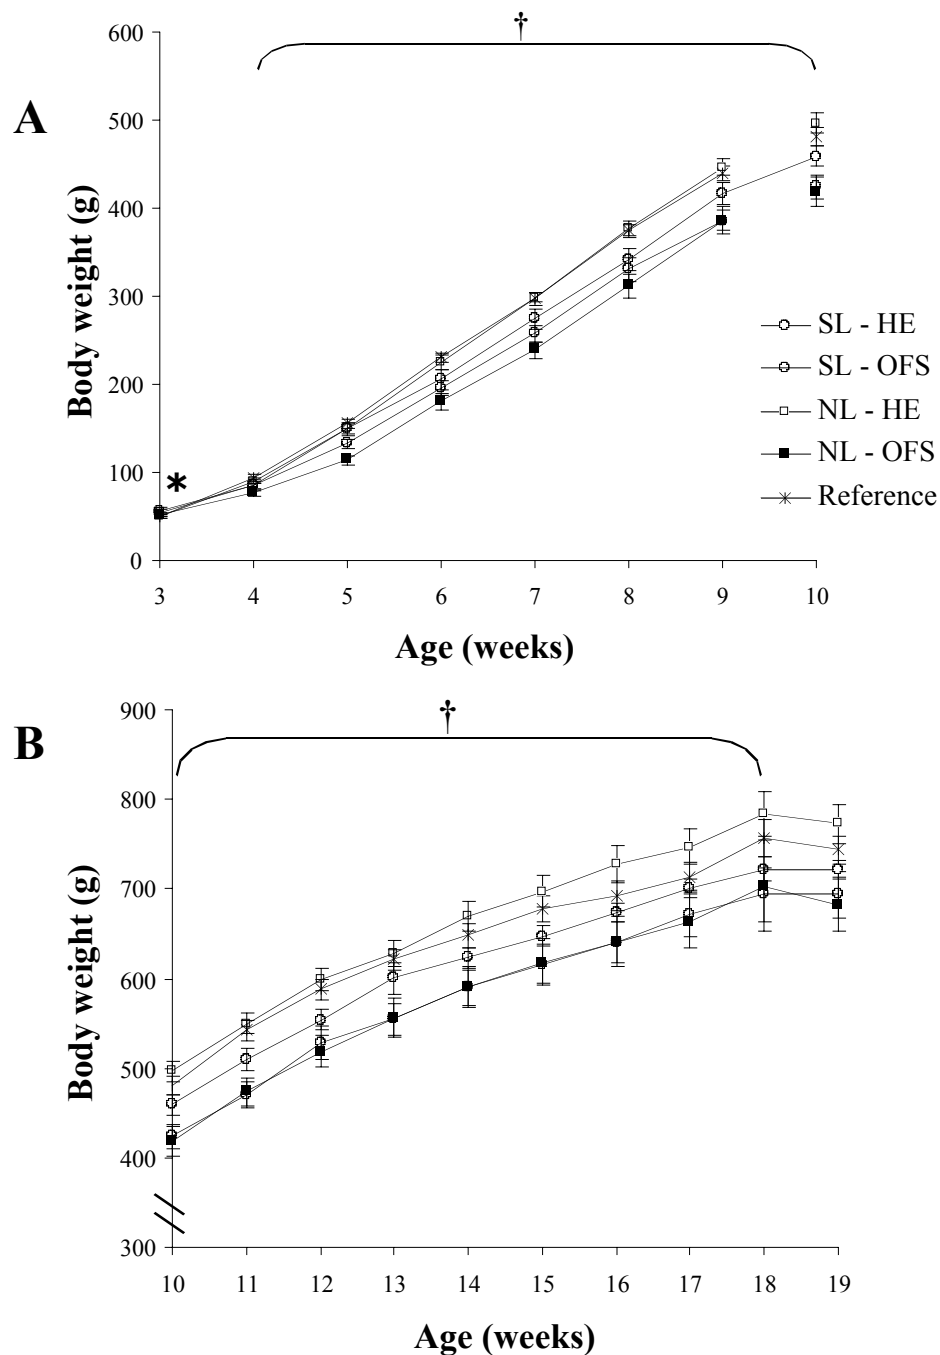 †
600
A
500
400
300
200
100
0
Body weight (g)
*
SL - HE
SL - OFS
NL - HE
NL - OFS
Reference
3 4 5 6 7 8 9 10
Age (weeks)
†
900
B
800
700
600
500
400
300
Body weight (g)
10 11 12 13 14 15 16 17 18 19
Age (weeks)